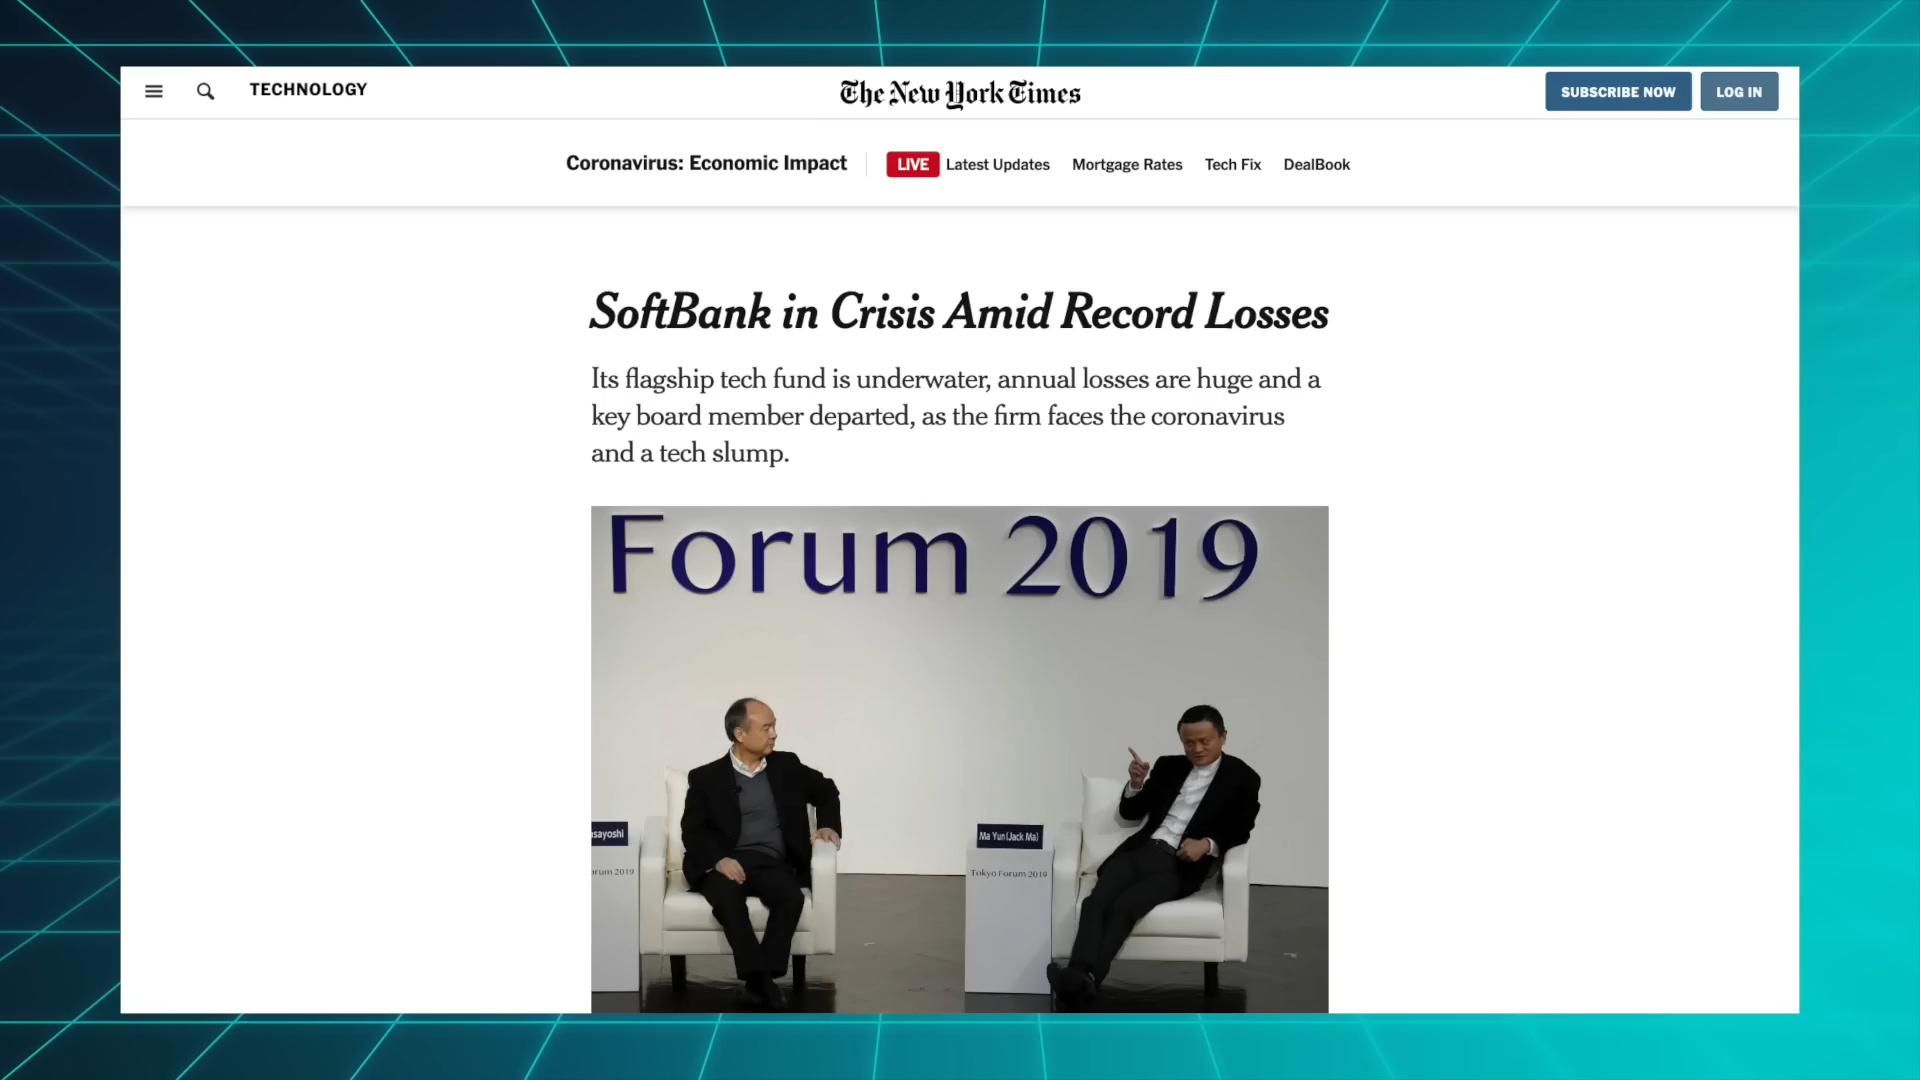 TECHNOLOGY
The New York Times
SUBSCRIBE NOW
LOG IN
Coronavirus: Economic Impact
LIVE Latest Updates Mortgage Rates Tech Fix DealBook
SoftBank in Crisis Amid Record Losses
Its flagship tech fund is underwater, annual losses are huge and a
key board member departed, as the firm faces the coronavirus
and a tech slump.
Forum 2019
asayoshi
orum 2019
Ma Yun(Jack Ma)
Tokyo Forum 2019